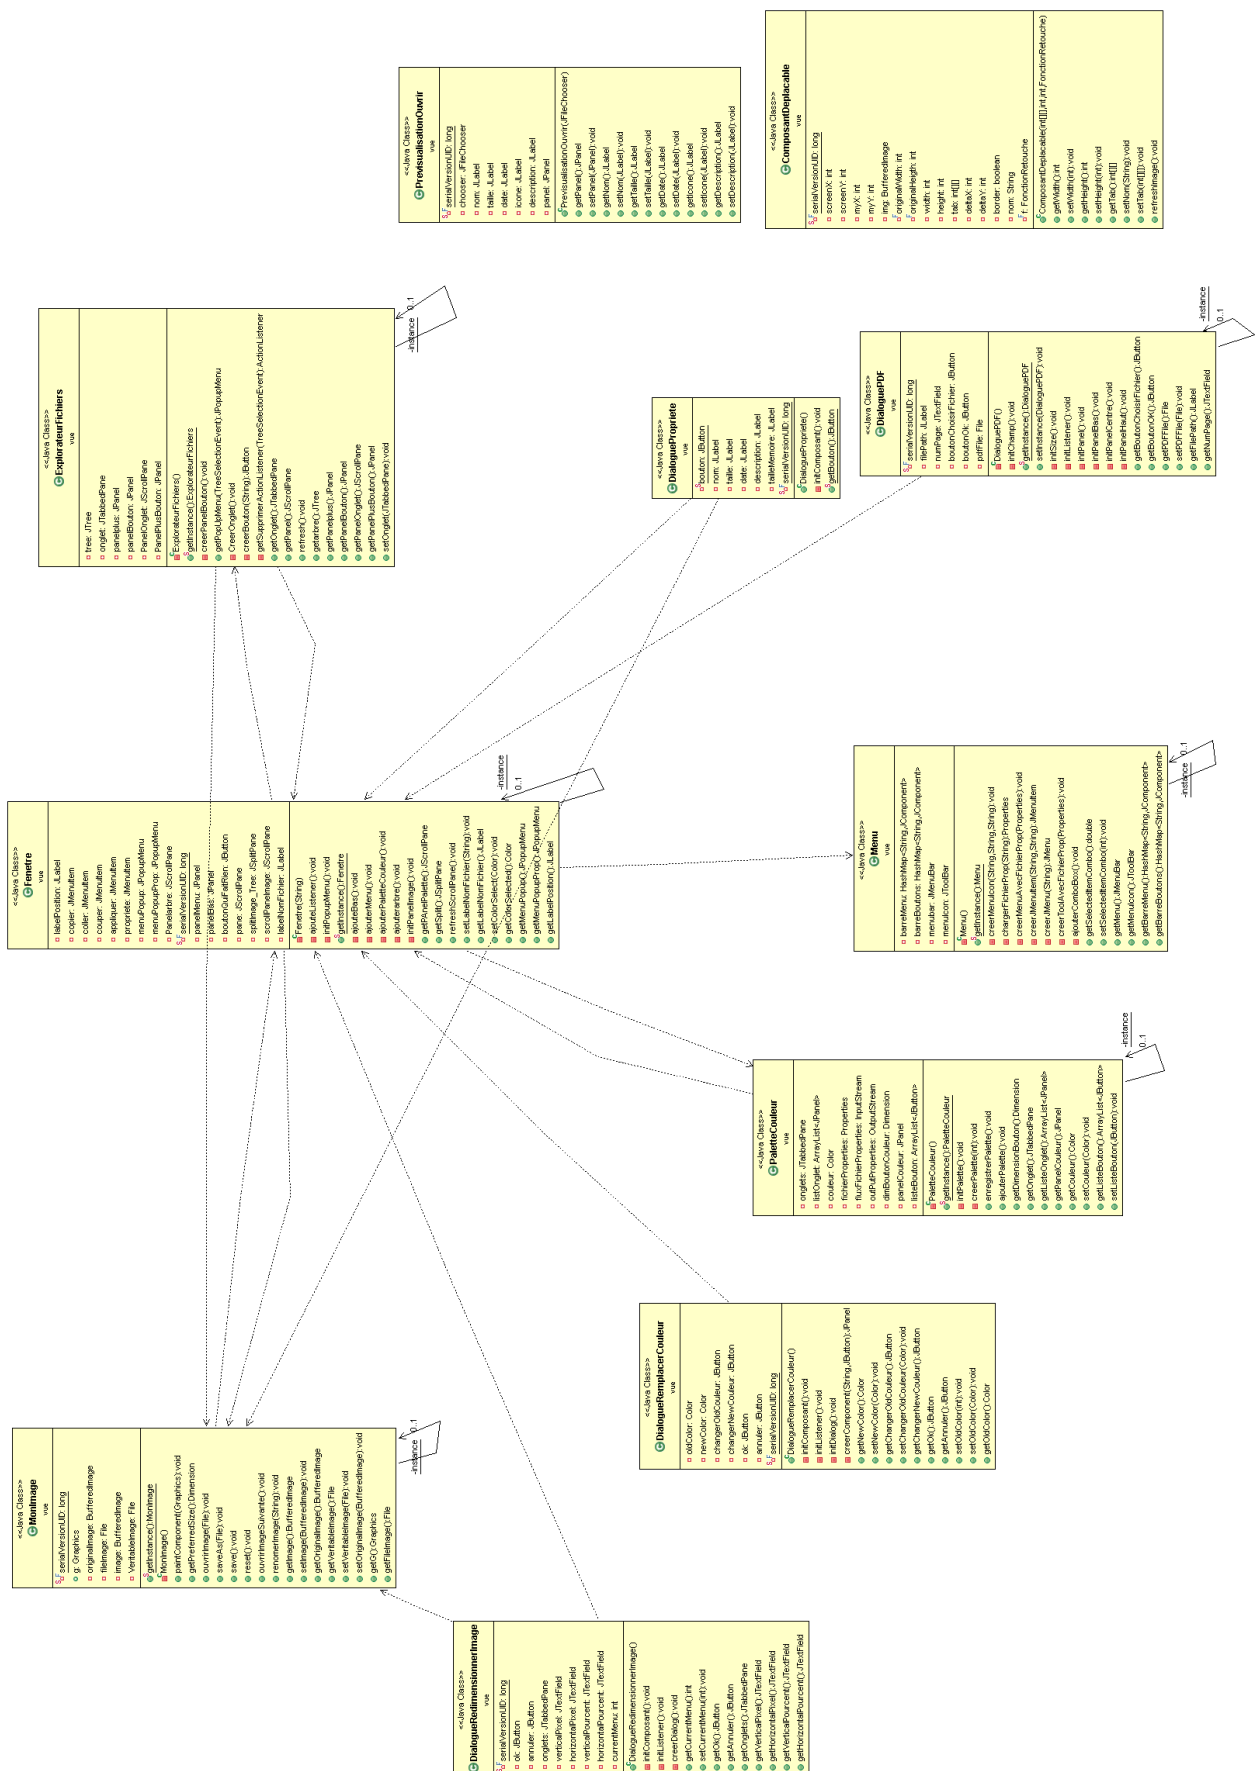 <<Java Class>>
PrevisualisationOuvrir
vue
serialVersionUID: long
chooser: JFileChooser
nom: JLabel
taille: JLabel
date: JLabel
icone: JLabel
description: JLabel
panel: JPanel
PrevisualisationOuvrir(JFileChooser)
getPanel():JPanel
setPanel(JPanel):void
getNom():JLabel
setNom(JLabel):void
getTaille():JLabel
setTaille(JLabel):void
getDate():JLabel
setDate(JLabel):void
getIcone():JLabel
setIcone(JLabel):void
getDescription():JLabel
setDescription(JLabel):void
<<Java Class>>
ComposantDeplacable
vue
serialVersionUID: long
screenX: int
screenY: int
myX: int
myY: int
img: BufferedImage
originalWidth: int
originalHeigth: int
width: int
height: int
tab: int[][]
deltaX: int
deltaY: int
border: boolean
nom: String
f: FonctionRetouche
ComposantDeplacable(int[][],int,int,FonctionRetouche)
getWidth():int
setWidth(int):void
getHeight():int
setHeight(int):void
getTab():int[][]
setNom(String):void
setTab(int[][]):void
refreshImage():void
<<Java Class>>
ExplorateurFichiers
vue
tree: JTree
onglet: JTabbedPane
panelplus: JPanel
panelBouton: JPanel
PanelOnglet: JScrollPane
PanelPlusBouton: JPanel
ExplorateurFichiers()
getInstance():ExplorateurFichiers
creerPanelBouton():void
getPopUpMenu(TreeSelectionEvent):JPopupMenu
CreerOnglet():void
creerBouton(String):JButton
getSupprimerActionListener(TreeSelectionEvent):ActionListener
getOnglet():JTabbedPane
getPanel():JScrollPane
refresh():void
getarbre():JTree
getPanelplus():JPanel
getPanelBouton():JPanel
getPanelOnglet():JScrollPane
getPanelPlusBouton():JPanel
setOnglet(JTabbedPane):void
-instance
0..1
<<Java Class>>
DialoguePropriete
vue
bouton: JButton
nom: JLabel
taille: JLabel
date: JLabel
description: JLabel
tailleMemoire: JLabel
serialVersionUID: long
DialoguePropriete()
initComposant():void
getBouton():JButton
<<Java Class>>
DialoguePDF
vue
serialVersionUID: long
filePath: JLabel
numPage: JTextField
boutonChoisirFichier: JButton
boutonOk: JButton
pdffile: File
DialoguePDF()
initChamp():void
getInstance():DialoguePDF
setInstance(DialoguePDF):void
initSize():void
initListener():void
initPanel():void
initPanelBas():void
initPanelCentre():void
initPanelHaut():void
getBoutonChoisirFichier():JButton
getBoutonOK():JButton
getPDFFile():File
setPDFFile(File):void
getFilePath():JLabel
getNumPage():JTextField
-instance
0..1
<<Java Class>>
Fenetre
vue
labelPosition: JLabel
copier: JMenuItem
coller: JMenuItem
couper: JMenuItem
appliquer: JMenuItem
propriete: JMenuItem
menuPopup: JPopupMenu
menuPopupProp: JPopupMenu
Panelarbre: JScrollPane
serialVersionUID: long
panelMenu: JPanel
panelBas: JPanel
boutonQuiFaitRien: JButton
pane: JScrollPane
splitImage_Tree: JSplitPane
scrollPaneImage: JScrollPane
labelNomFichier: JLabel
Fenetre(String)
ajouteListener():void
initPopupMenu():void
getInstance():Fenetre
ajouteBas():void
ajouterMenu():void
ajouterPaletteCouleur():void
ajouterarbre():void
initPanelImage():void
getPAnelPalette():JScrollPane
getSplit():JSplitPane
refreshScrollPane():void
setLabelNomFichier(String):void
getLabelNomFichier():JLabel
setColorSelect(Color):void
getColorSelected():Color
getMenuPopUp():JPopupMenu
getMenuPopupProp():JPopupMenu
getLabelPosition():JLabel
-instance
0..1
<<Java Class>>
Menu
vue
barreMenu: HashMap<String,JComponent>
barreBoutons: HashMap<String,JComponent>
menubar: JMenuBar
menuIcon: JToolBar
Menu()
getInstance():Menu
creerMenuIcon(String,String,String):void
chargerFichier(String):Properties
creerMenuAvecFichierProp(Properties):void
creerJMenuItem(String,String):JMenuItem
creerJMenu(String):JMenu
creerToolAvecFichierProp(Properties):void
ajouterComboBox():void
getSelectedItemCombo():double
setSelectedItemCombo(int):void
getMenu():JMenuBar
getMenuIcon():JToolBar
getBarreMenu():HashMap<String,JComponent>
getBarreBoutons():HashMap<String,JComponent>
-instance
0..1
<<Java Class>>
PaletteCouleur
vue
onglets: JTabbedPane
listOnglet: ArrayList<JPanel>
couleur: Color
fichierProperties: Properties
fluxFichierProperties: InputStream
outPutProperties: OutputStream
dimBoutonCouleur: Dimension
panelCouleur: JPanel
listeBouton: ArrayList<JButton>
PaletteCouleur()
getInstance():PaletteCouleur
initPalette():void
creerPalette(int):void
enregistrerPalette():void
ajouterPalette():void
getDimensionBouton():Dimension
getOnglet():JTabbedPane
getListeOnglet():ArrayList<JPanel>
getPanelCouleur():JPanel
getCouleur():Color
setCouleur(Color):void
getListeBouton():ArrayList<JButton>
setListeBouton(JButton):void
-instance
0..1
<<Java Class>>
DialogueRemplacerCouleur
vue
oldColor: Color
newColor: Color
changerOldCouleur: JButton
changerNewCouleur: JButton
ok: JButton
annuler: JButton
serialVersionUID: long
DialogueRemplacerCouleur()
initComposant():void
initListener():void
initDialog():void
creerComponent(String,JButton):JPanel
getNewColor():Color
setNewColor(Color):void
getChangerOldCouleur():JButton
setChangerOldCouleur(Color):void
getChangerNewCouleur():JButton
getOk():JButton
getAnnuler():JButton
setOldColor(int):void
setOldColor(Color):void
getOldColor():Color
<<Java Class>>
MonImage
vue
serialVersionUID: long
g: Graphics
originalImage: BufferedImage
fileImage: File
image: BufferedImage
VeritableImage: File
getInstance():MonImage
MonImage()
paintComponent(Graphics):void
getPreferredSize():Dimension
ouvrirImage(File):void
saveAs(File):void
save():void
reset():void
ouvrirImageSuivante():void
renomerImage(String):void
getImage():BufferedImage
setImage(BufferedImage):void
getOriginalImage():BufferedImage
getVeritableImage():File
setVeritableImage(File):void
setOriginalImage(BufferedImage):void
getG():Graphics
getFileImage():File
-instance
0..1
<<Java Class>>
DialogueRedimensionnerImage
vue
serialVersionUID: long
ok: JButton
annuler: JButton
onglets: JTabbedPane
verticalPixel: JTextField
horizontalPixel: JTextField
verticalPourcent: JTextField
horizontalPourcent: JTextField
currentMenu: int
DialogueRedimensionnerImage()
initComposant():void
initListener():void
creerDialog():void
getCurrentMenu():int
setCurrentMenu(int):void
getOk():JButton
getAnnuler():JButton
getOnglets():JTabbedPane
getVerticalPixel():JTextField
getHorizontalPixel():JTextField
getVerticalPourcent():JTextField
getHorizontalPourcent():JTextField